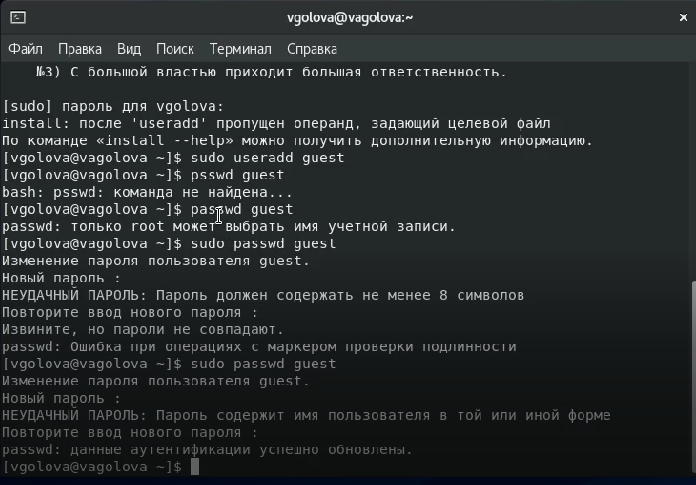 vgolova@vagolova:~
Файл Правка Вид Поиск Терминал Справка
№3) С большой властью приходит большая ответственность.
[sudo] пароль для vgolova:
install: после 'useradd' пропущен операнд, задающий целевой файл
По команде «install --help» можно получить дополнительную информацию.
[vgolova@vagolova ~]$ sudo useradd guest
[vgolova@vagolova ~]$ psswd guest
bash: psswd: команда не найдена...
[vgolova@vagolova ~]$ passwd guest
passwd: только root может выбрать имя учетной записи.
[vgolova@vagolova ~]$ sudo passwd guest
Изменение пароля пользователя guest.
Новый пароль :
НЕУДАЧНЫЙ ПАРОЛЬ: Пароль должен содержать не менее 8 символов
Повторите ввод нового пароля :
Извините, но пароли не совпадают.
passwd: Ошибка при операциях с маркером проверки подлинности
[vgolova@vagolova ~]$ sudo passwd guest
Изменение пароля пользователя guest.
Новый пароль :
НЕУДАЧНЫЙ ПАРОЛЬ: Пароль содержит имя пользователя в той или иной форме
Повторите ввод нового пароля :
passwd: данные аутентификации успешно обновлены.
[vgolova@vagolova ~]$